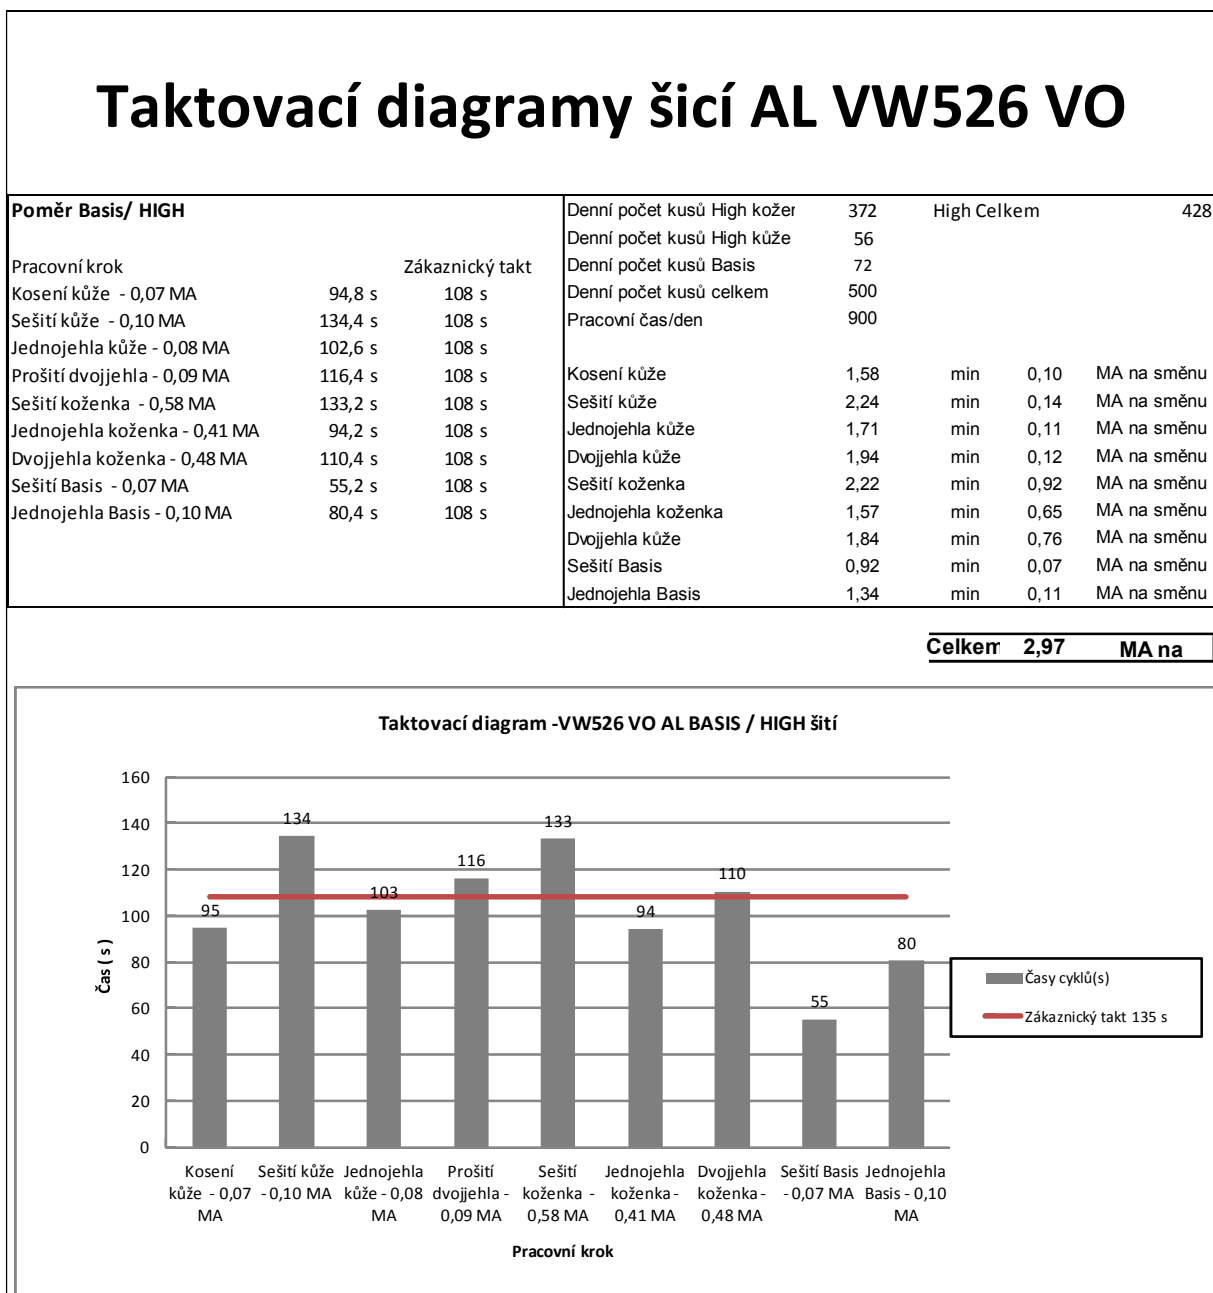 Taktovací diagramy šicí AL VW526 VO
Poměr Basis/ HIGH
Pracovní krok Zákaznický takt
Kosení kůže - 0,07 MA 94,8 s 108 s
Sešití kůže - 0,10 MA 134,4 s 108 s
Jednojehla kůže - 0,08 MA 102,6 s 108 s
Prošití dvojjehla - 0,09 MA 116,4 s 108 s
Sešití koženka - 0,58 MA 133,2 s 108 s
Jednojehla koženka - 0,41 MA 94,2 s 108 s
Dvojjehla koženka - 0,48 MA 110,4 s 108 s
Sešití Basis - 0,07 MA 55,2 s 108 s
Jednojehla Basis - 0,10 MA 80,4 s 108 s
Denní počet kusů High kožer 372 High Celkem 428
Denní počet kusů High kůže 56
Denní počet kusů Basis 72
Denní počet kusů celkem 500
Pracovní čas/den 900
Kosení kůže 1,58 min 0,10 MA na směnu
Sešití kůže 2,24 min 0,14 MA na směnu
Jednojehla kůže 1,71 min 0,11 MA na směnu
Dvojjehla kůže 1,94 min 0,12 MA na směnu
Sešití koženka 2,22 min 0,92 MA na směnu
Jednojehla koženka 1,57 min 0,65 MA na směnu
Dvojjehla kůže 1,84 min 0,76 MA na směnu
Sešití Basis 0,92 min 0,07 MA na směnu
Jednojehla Basis 1,34 min 0,11 MA na směnu
Celkem 2,97 MA na
Taktovací diagram -VW526 VO AL BASIS / HIGH šití
Čas ( s )
160
140
120
100
80
60
40
20
0
95
134
103
116
133
94
110
55
80
Časy cyklů(s)
Zákaznický takt 135 s
Kosení
kůže - 0,07
MA
Sešití kůže
- 0,10 MA
Jednojehla
kůže - 0,08
MA
Prošití
dvojjehla -
0,09 MA
Sešití
koženka -
0,58 MA
Jednojehla
koženka -
0,41 MA
Dvojjehla
koženka -
0,48 MA
Sešití Basis
- 0,07 MA
Jednojehla
Basis - 0,10
MA
Pracovní krok